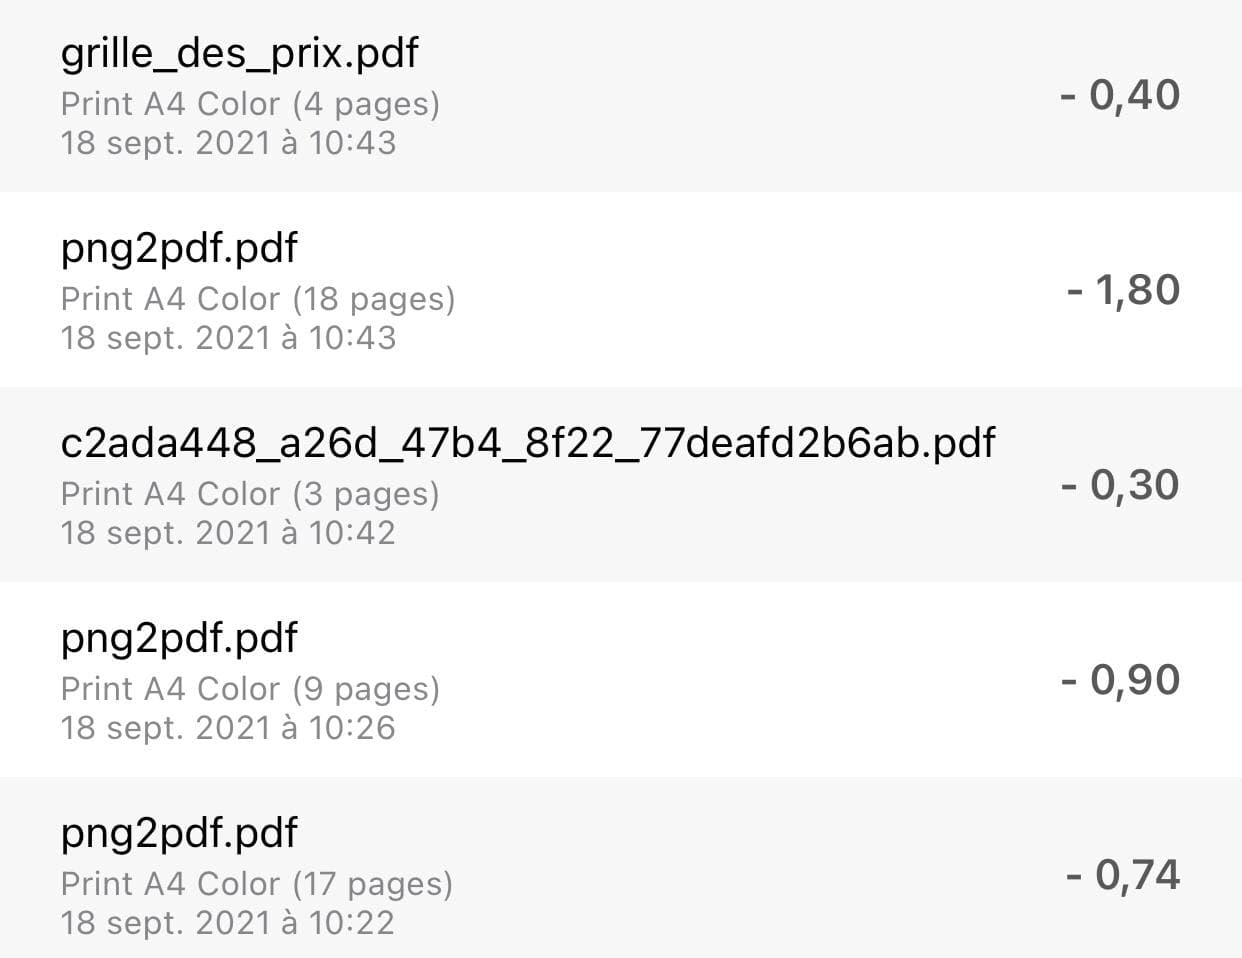 grille_des_prix.pdf
Print A4 Color (4 pages)
18 sept. 2021 à 10:43
- 0,40
png2pdf.pdf
Print A4 Color (18 pages)
18 sept. 2021 à 10:43
- 1,80
c2ada448_a26d_47b4_8f22_77deafd2b6ab.pdf
Print A4 Color (3 pages)
18 sept. 2021 à 10:42
- 0,30
png2pdf.pdf
Print A4 Color (9 pages)
18 sept. 2021 à 10:26
- 0,90
png2pdf.pdf
Print A4 Color (17 pages)
18 sept. 2021 à 10:22
- 0,74